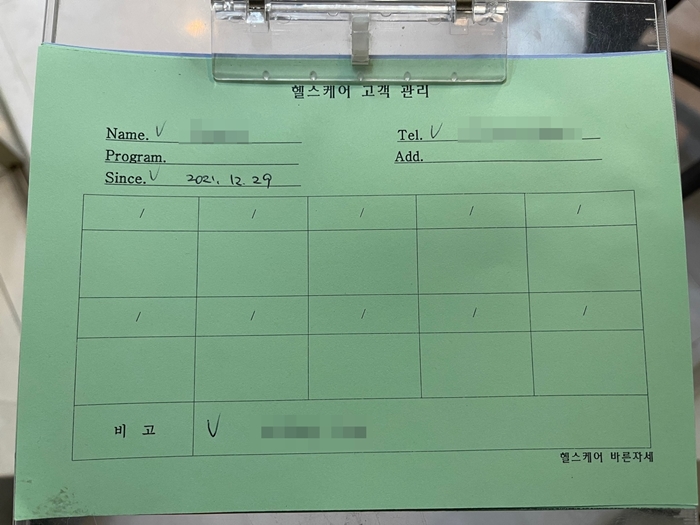 헬스케어 고객 관리
Name. V Tel. V
Program. Add.
Since. V 2021. 12. 29
/ / / / /
/ / / / /
비 고 V
헬스케어 바른자세